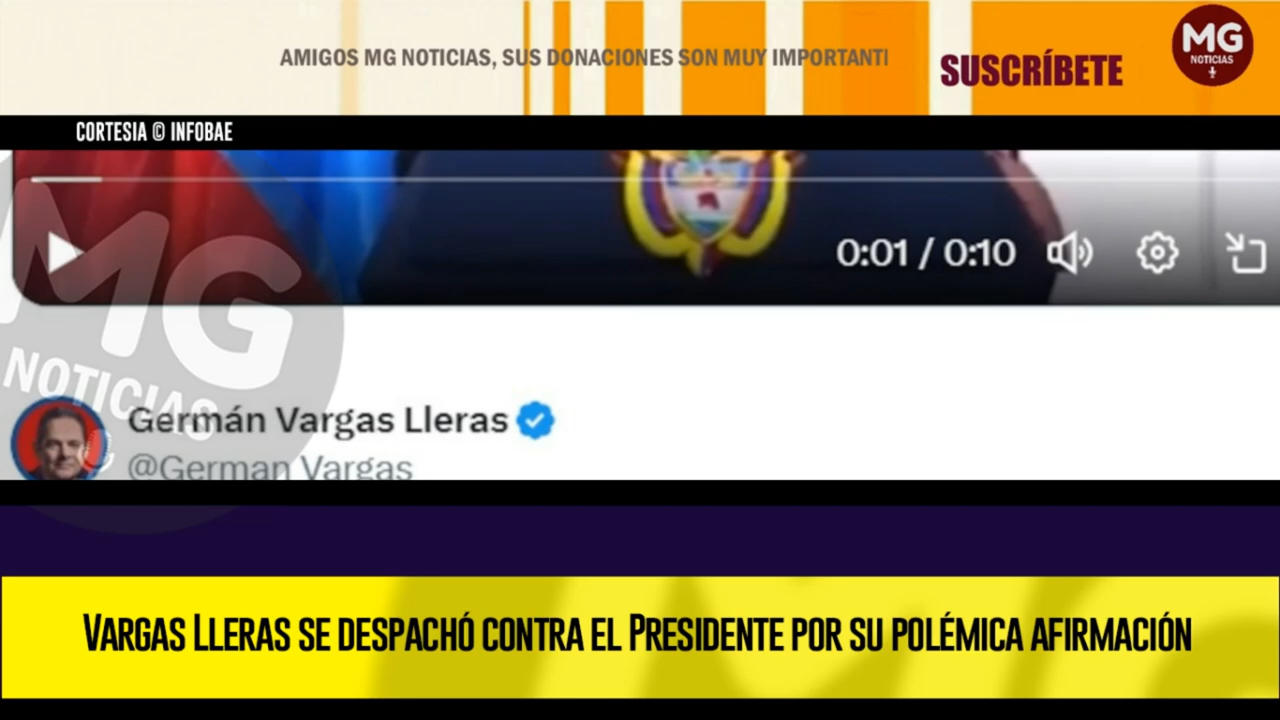 AMIGOS MG NOTICIAS, SUS DONACIONES SON MUY IMPORTANTI
SUSCRÍBETE
MG
NOTICIAS
CORTESIA © INFOBAE
0:01 / 0:10
MG
NOTICIAS
Germán Vargas Lleras
@German Vargas
VARGAS LLERAS SE DESPACHÓ CONTRA EL PRESIDENTE POR SU POLÉMICA AFIRMACIÓN